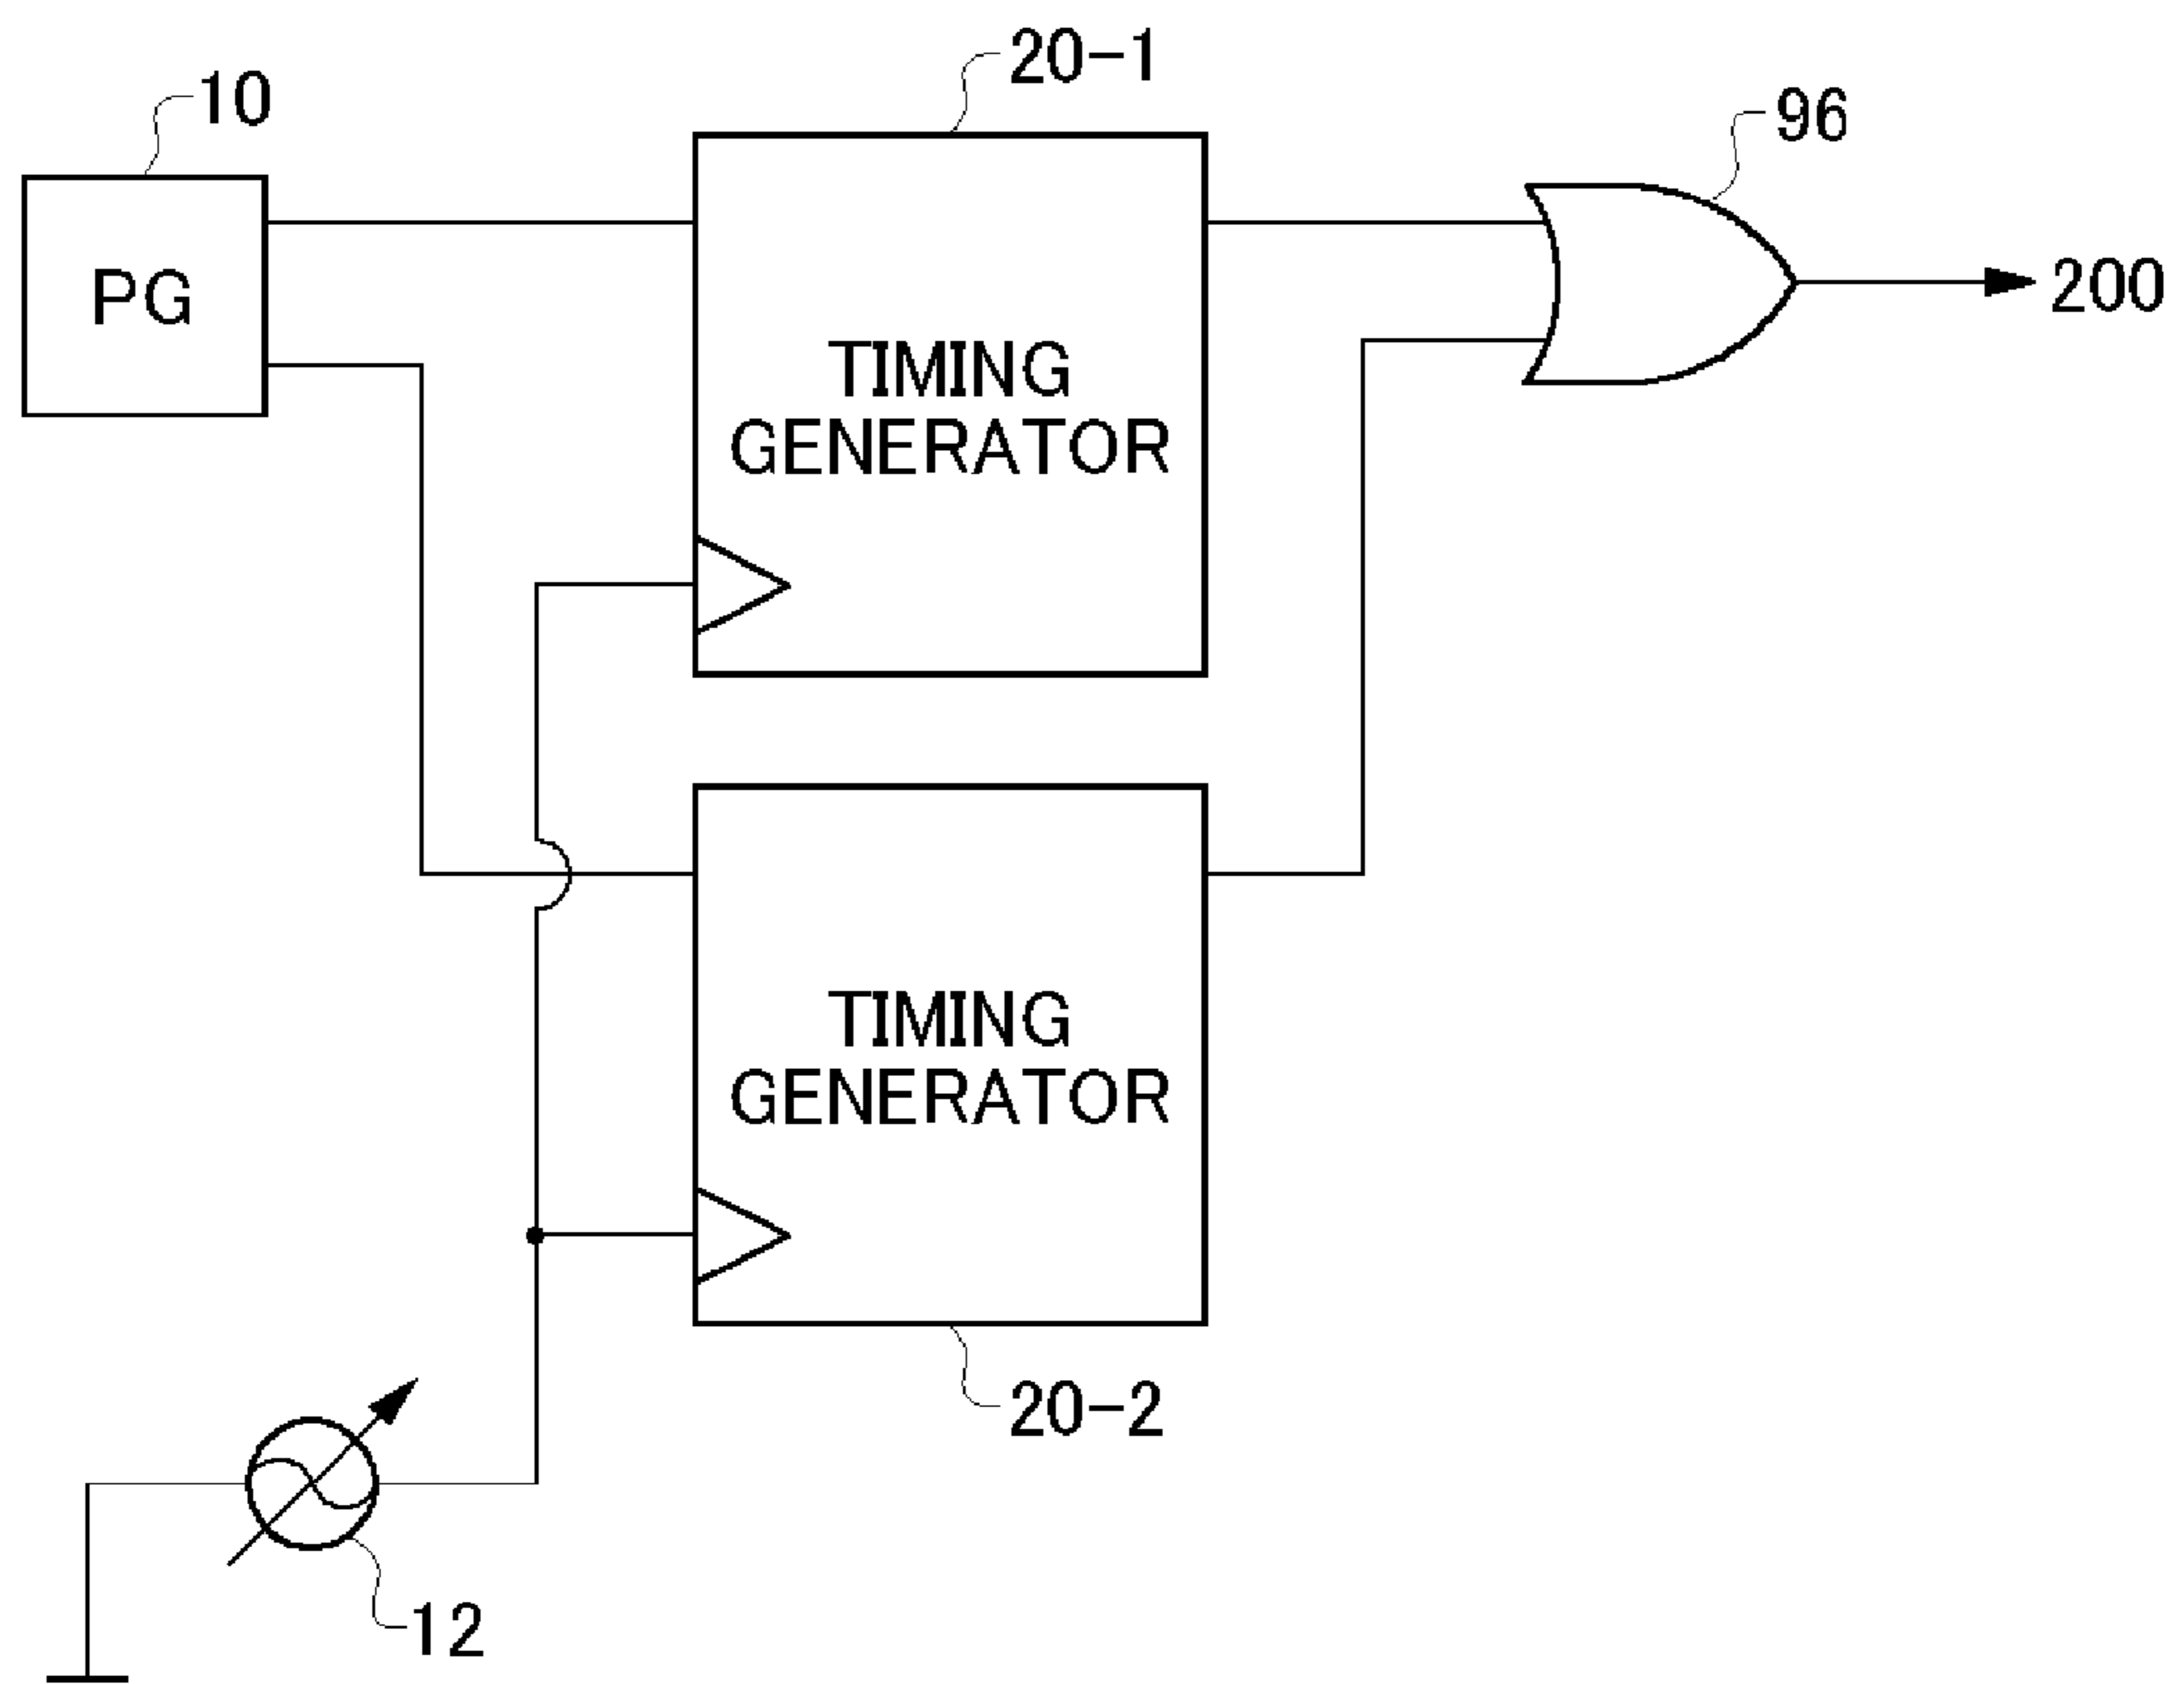 20-1
10
96
PG
200
TIMING
GENERATOR
TIMING
GENERATOR
20-2
12